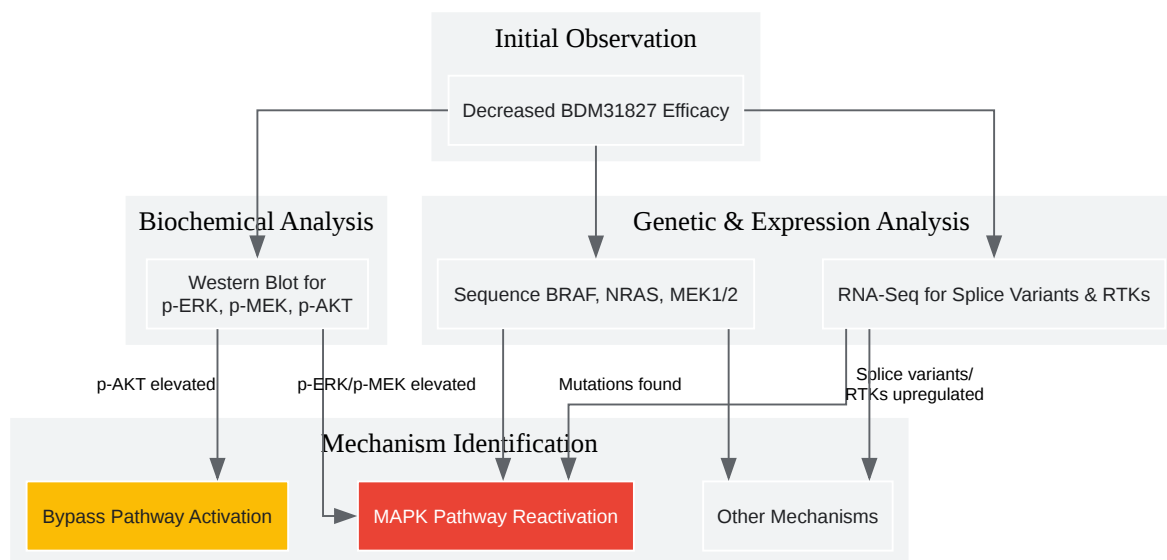 Initial Observation
Decreased BDM31827 Efficacy
Biochemical Analysis
Genetic & Expression Analysis
Western Blot for
p-ERK, p-MEK, p-AKT
Sequence BRAF, NRAS, MEK1/2
RNA-Seq for Splice Variants & RTKs
p-AKT elevated
p-ERK/p-MEK elevated
Mutations found
Splice variants/
RTKs upregulated
Mechanism Identification
Bypass Pathway Activation
MAPK Pathway Reactivation
Other Mechanisms